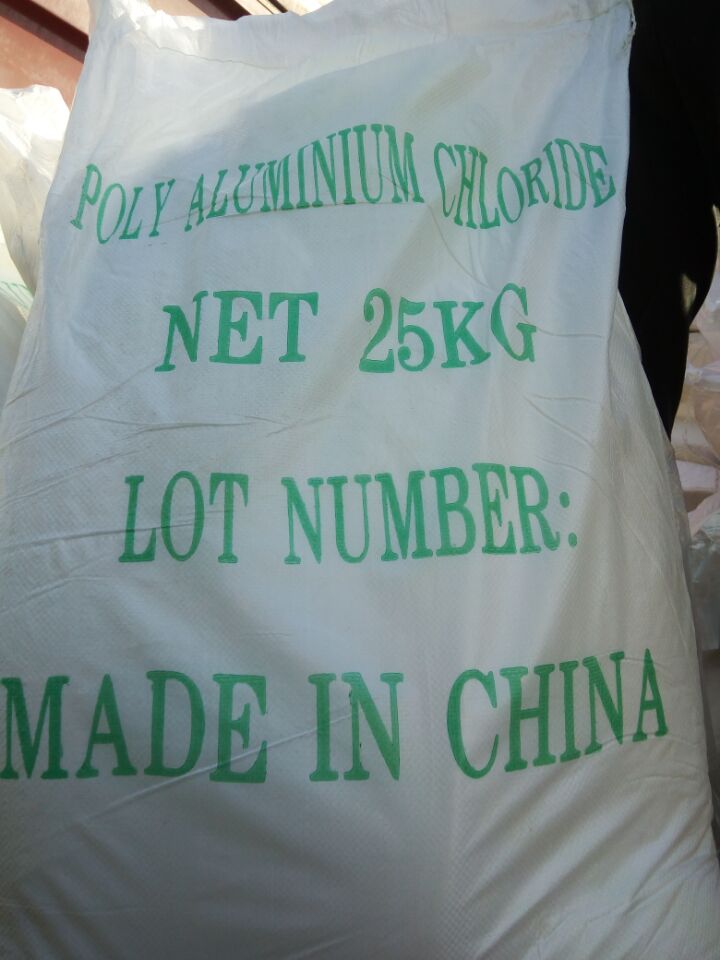 POLY ALUMINIUM CHLORIDE
NET 25KG
LOT NUMBER:
MADE IN CHINA